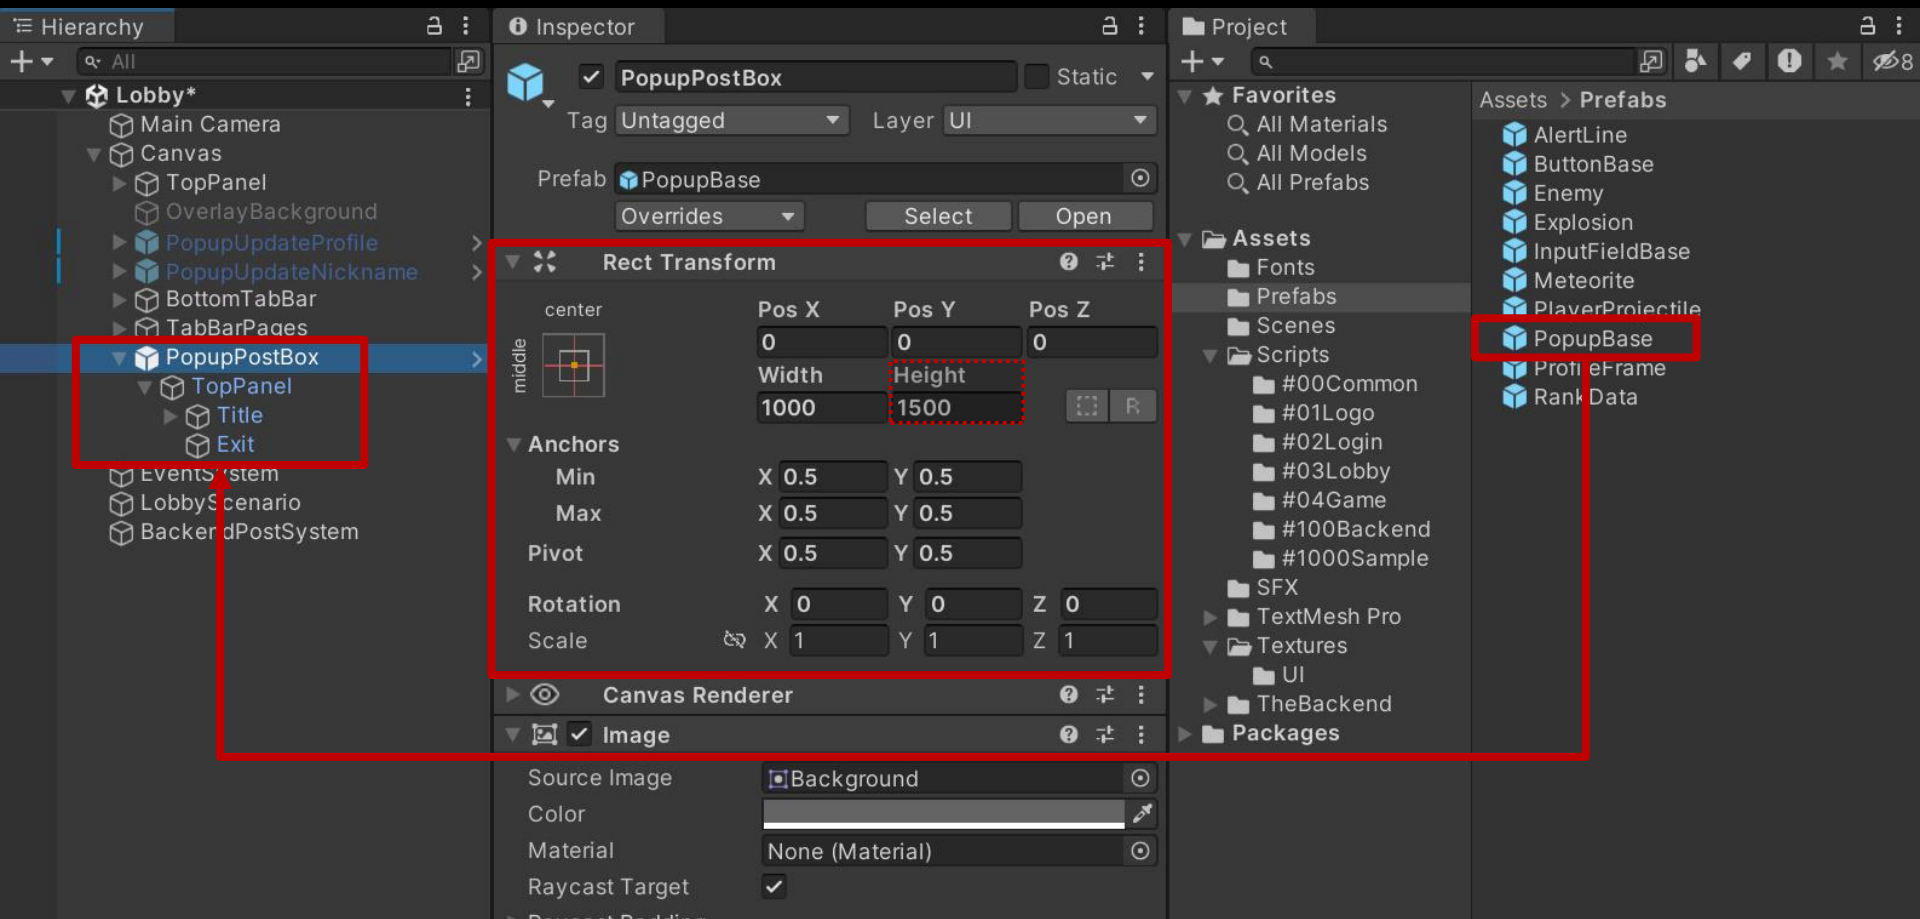 Hierarchy
All
Lobby*
Main Camera
Canvas
TopPanel
OverlayBackground
PopupUpdateProfile
PopupUpdateNickname
BottomTabBar
TabBarPages
PopupPostBox
TopPanel
Title
Exit
EventSystem
LobbyScenario
BackendPostSystem
Inspector
PopupPostBox
Static
Tag Untagged Layer UI
Prefab PopupBase
Overrides Select Open
Rect Transform
center Pos X Pos Y Pos Z
middle
0 0 0
Width Height
1000 1500
R
Anchors
Min X 0.5 Y 0.5
Max X 0.5 Y 0.5
Pivot X 0.5 Y 0.5
Rotation X 0 Y 0 Z 0
Scale X 1 Y 1 Z 1
Canvas Renderer
Image
Source Image Background
Color
Material None (Material)
Raycast Target
Raycast Padding
Project
8
Favorites
All Materials
All Models
All Prefabs
Assets
Fonts
Prefabs
Scenes
Scripts
#00Common
#01Logo
#02Login
#03Lobby
#04Game
#100Backend
#1000Sample
SFX
TextMesh Pro
Textures
UI
TheBackend
Packages
Assets > Prefabs
AlertLine
ButtonBase
Enemy
Explosion
InputFieldBase
Meteorite
PlayerProjectile
PopupBase
ProfileFrame
RankData